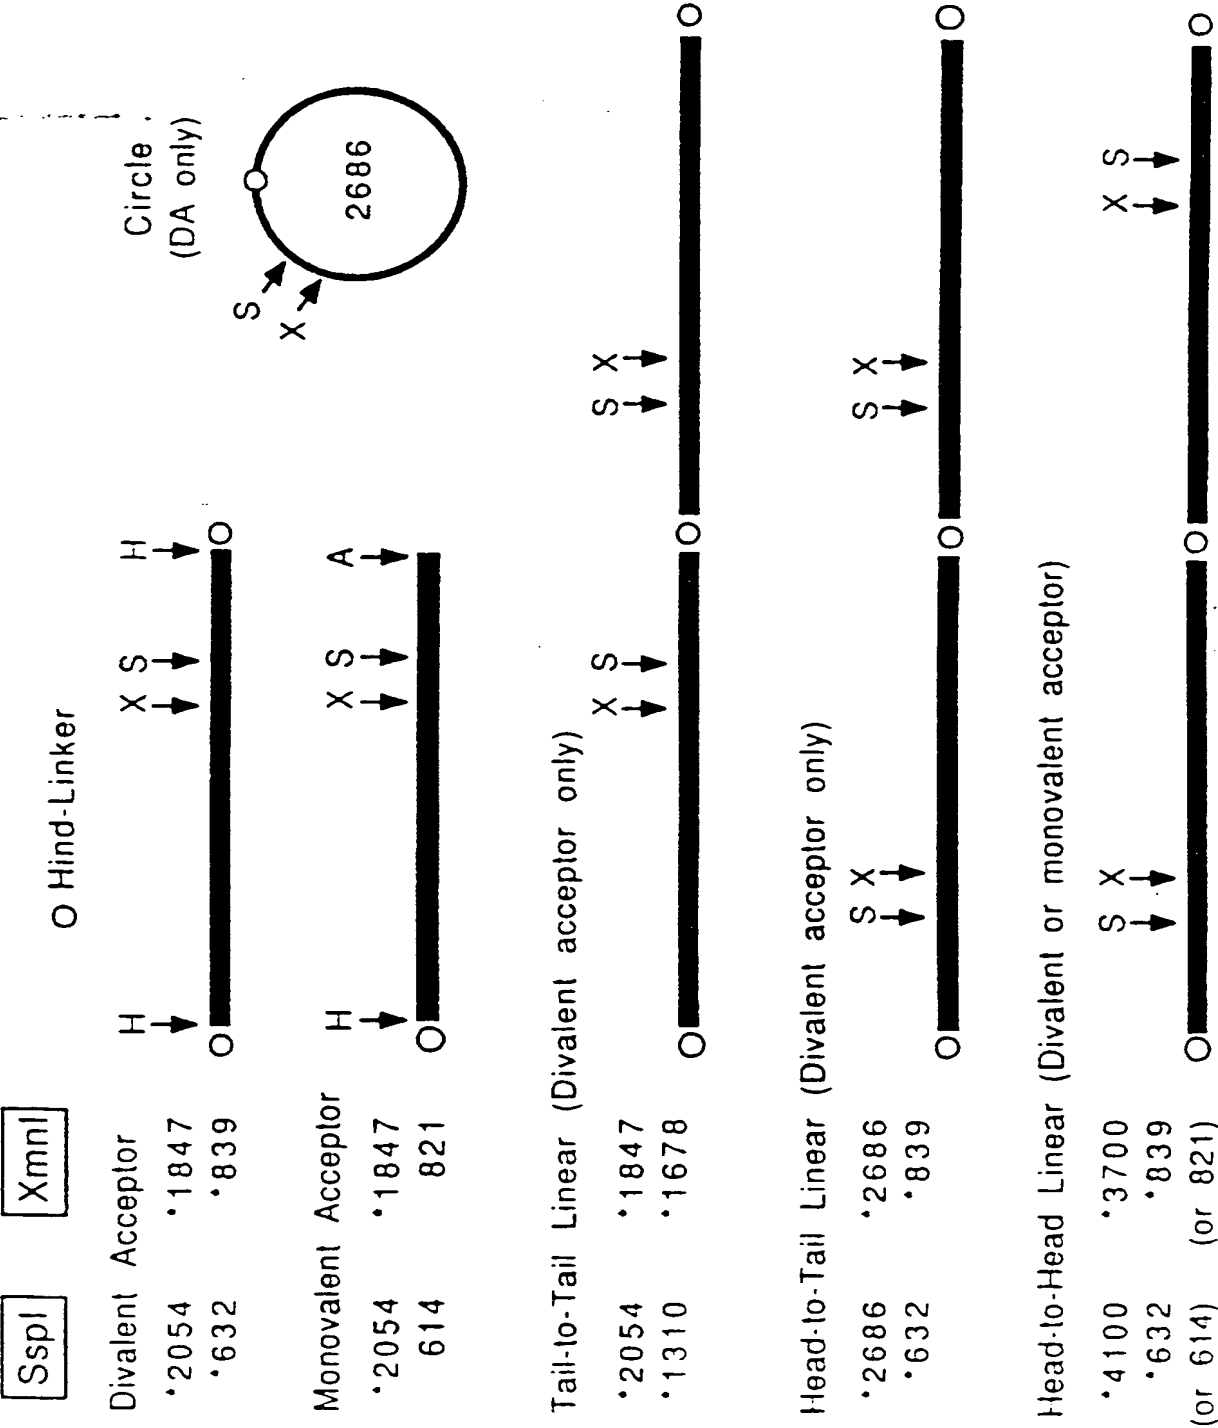 SspI XmnI
O Hind-Linker
Circle
(DA only)
S
X
2686
Divalent Acceptor
*2054 *1847
*632 *839
H X S H
Monovalent Acceptor
*2054 *1847
614 821
H X S A
Tail-to-Tail Linear (Divalent acceptor only)
*2054 *1847
*1310 *1678
X S S X
Head-to-Tail Linear (Divalent acceptor only)
*2686 *2686
*632 *839
S X S X
Head-to-Head Linear (Divalent or monovalent acceptor)
*4100 *3700
*632 *839
(or 614) (or 821)
S X X S